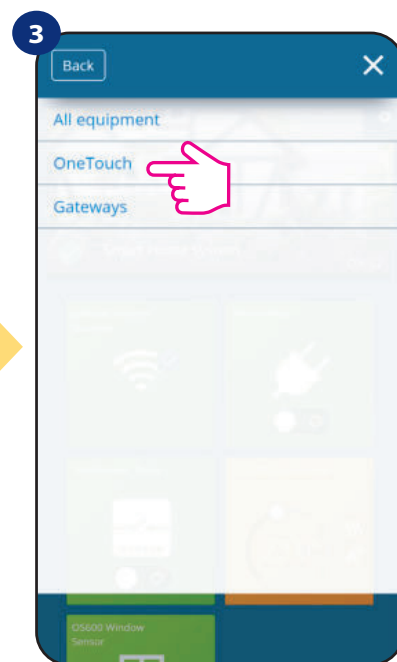 3
Back
All equipment
OneTouch
Gateways
OS600 Window
Sensor